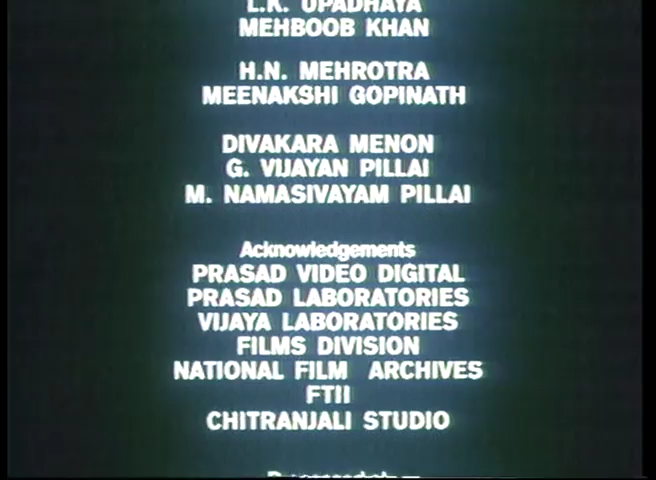 L.K. UPADHAYA
MEHBOOB KHAN
H.N. MEHROTRA
MEENAKSHI GOPINATH
DIVAKARA MENON
G. VIJAYAN PILLAI
M. NAMASIVAYAM PILLAI
Acknowledgements
PRASAD VIDEO DIGITAL
PRASAD LABORATORIES
VIJAYA LABORATORIES
FILMS DIVISION
NATIONAL FILM ARCHIVES
FTII
CHITRANJALI STUDIO